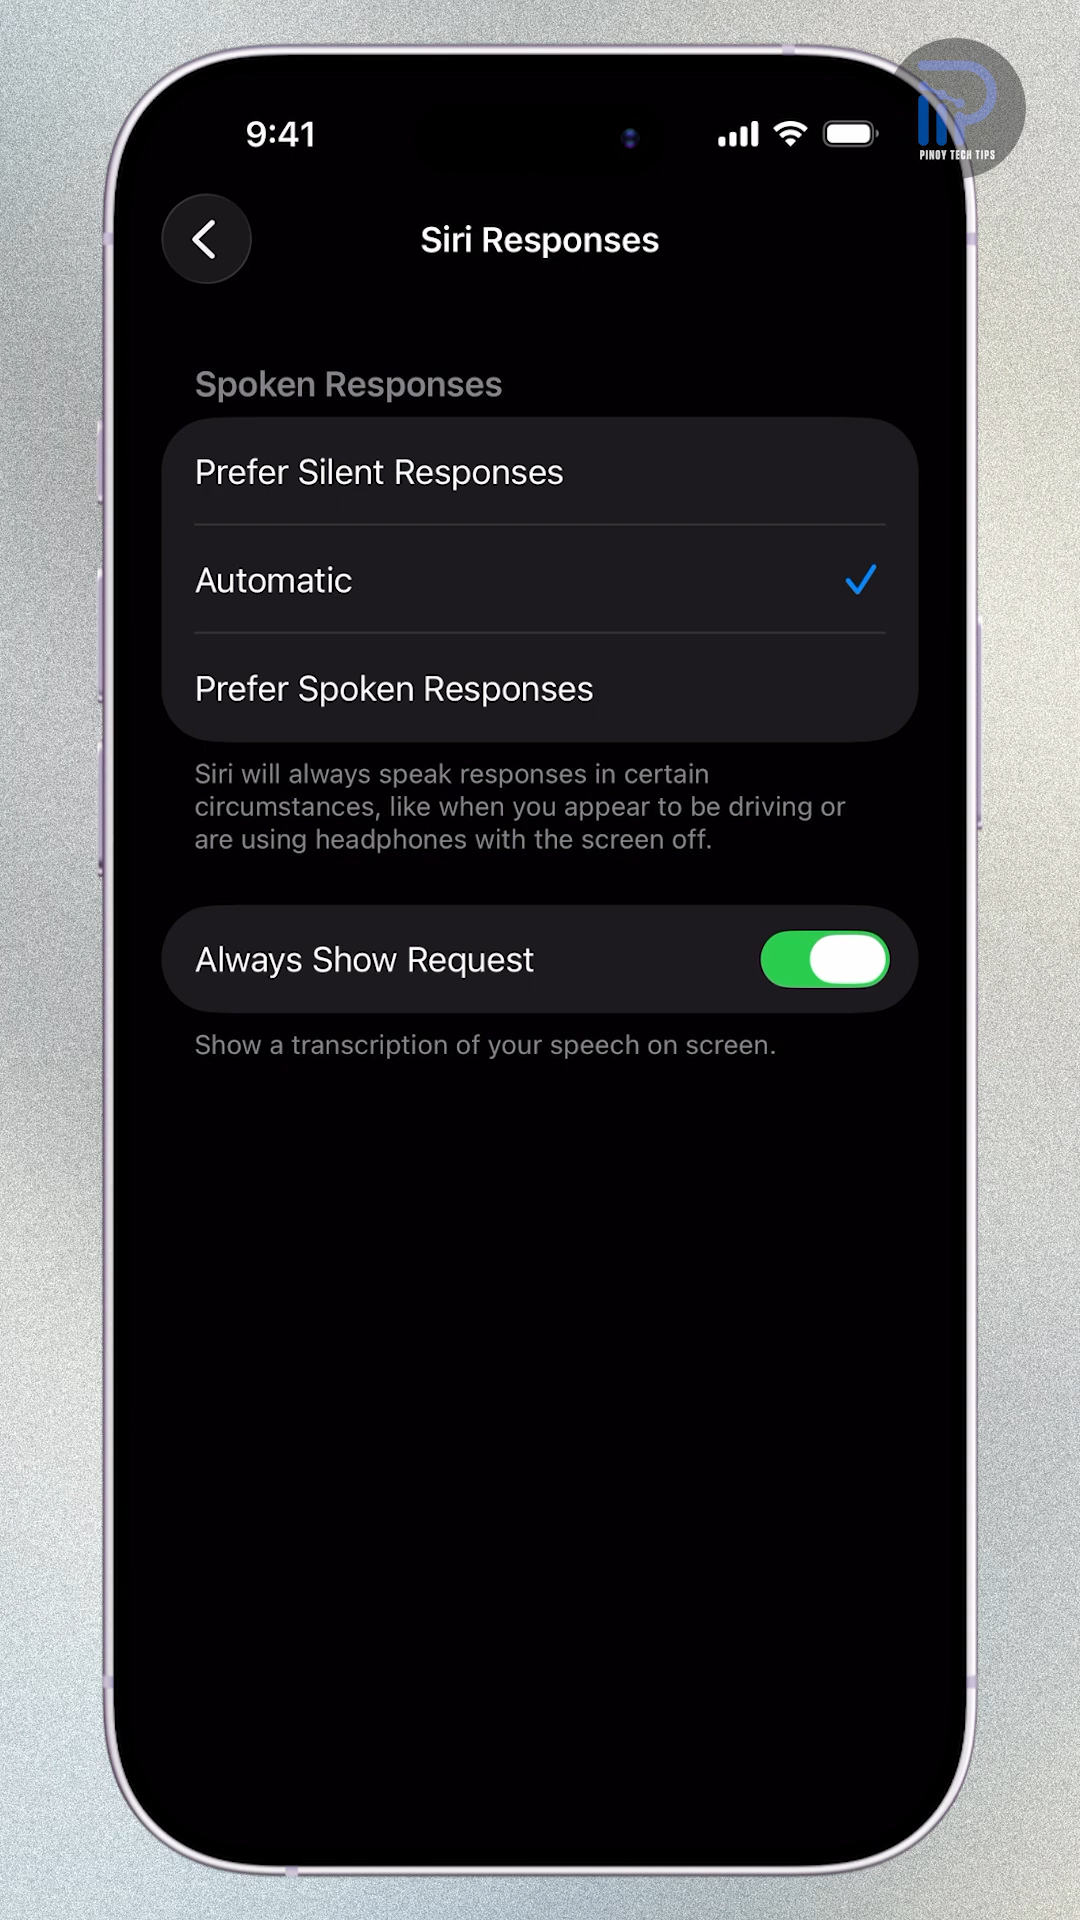 9:41
PINOY TECH TIPS
Siri Responses
Spoken Responses
Prefer Silent Responses
Automatic
Prefer Spoken Responses
Siri will always speak responses in certain
circumstances, like when you appear to be driving or
are using headphones with the screen off.
Always Show Request
Show a transcription of your speech on screen.